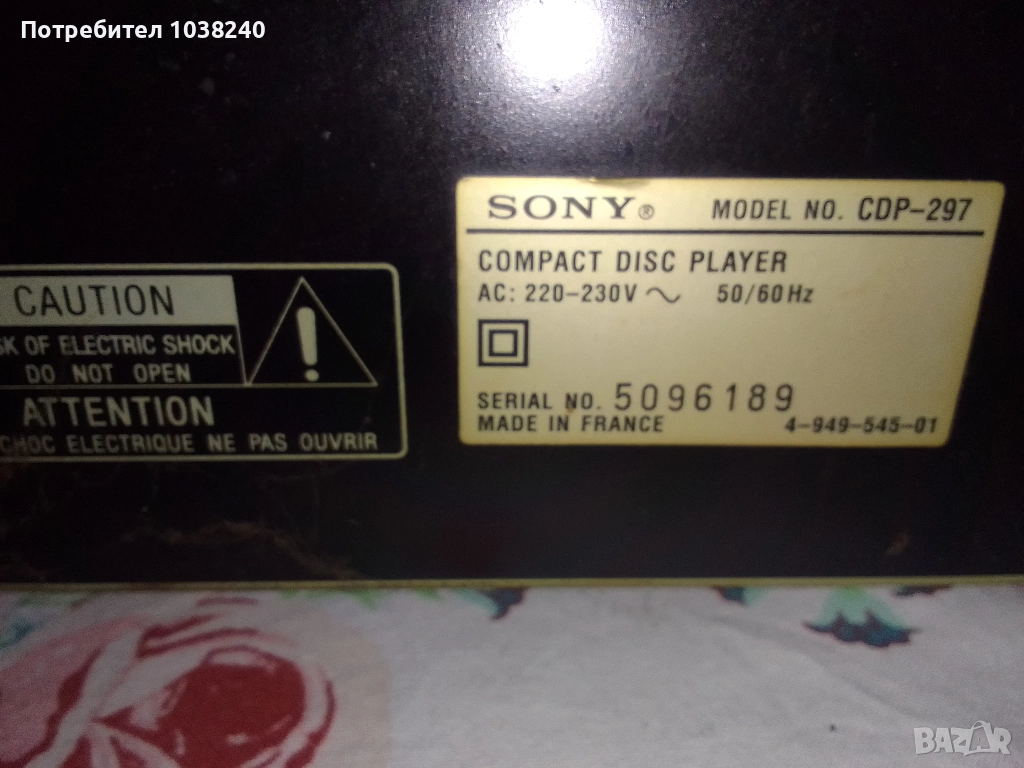 Потребител 1038240
SONY® MODEL NO. CDP-297
COMPACT DISC PLAYER
AC: 220-230V ~ 50/60Hz
SERIAL NO. 5096189
MADE IN FRANCE 4-949-545-01
CAUTION
OF ELECTRIC SHOCK
DO NOT OPEN
ATTENTION
CHOC ELECTRIQUE NE PAS OUVRIR
BAZAR